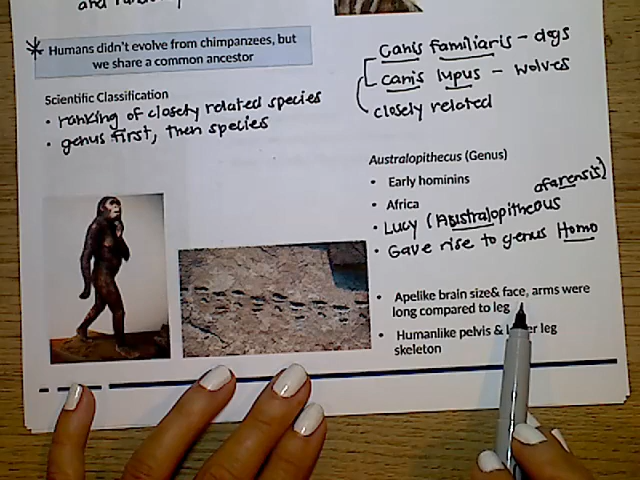 and
* Humans didn't evolve from chimpanzees, but
we share a common ancestor
Scientific Classification
• ranking of closely related species
• genus first, then species
Canis familiaris - dogs
canis lupus - wolves
closely related
Australopithecus (Genus)
• Early hominins
• Africa
afarensis)
• Lucy (Australopitheous
• Gave rise to genus Homo
• Apelike brain size& face, arms were
long compared to leg
• Humanlike pelvis & leg
skeleton